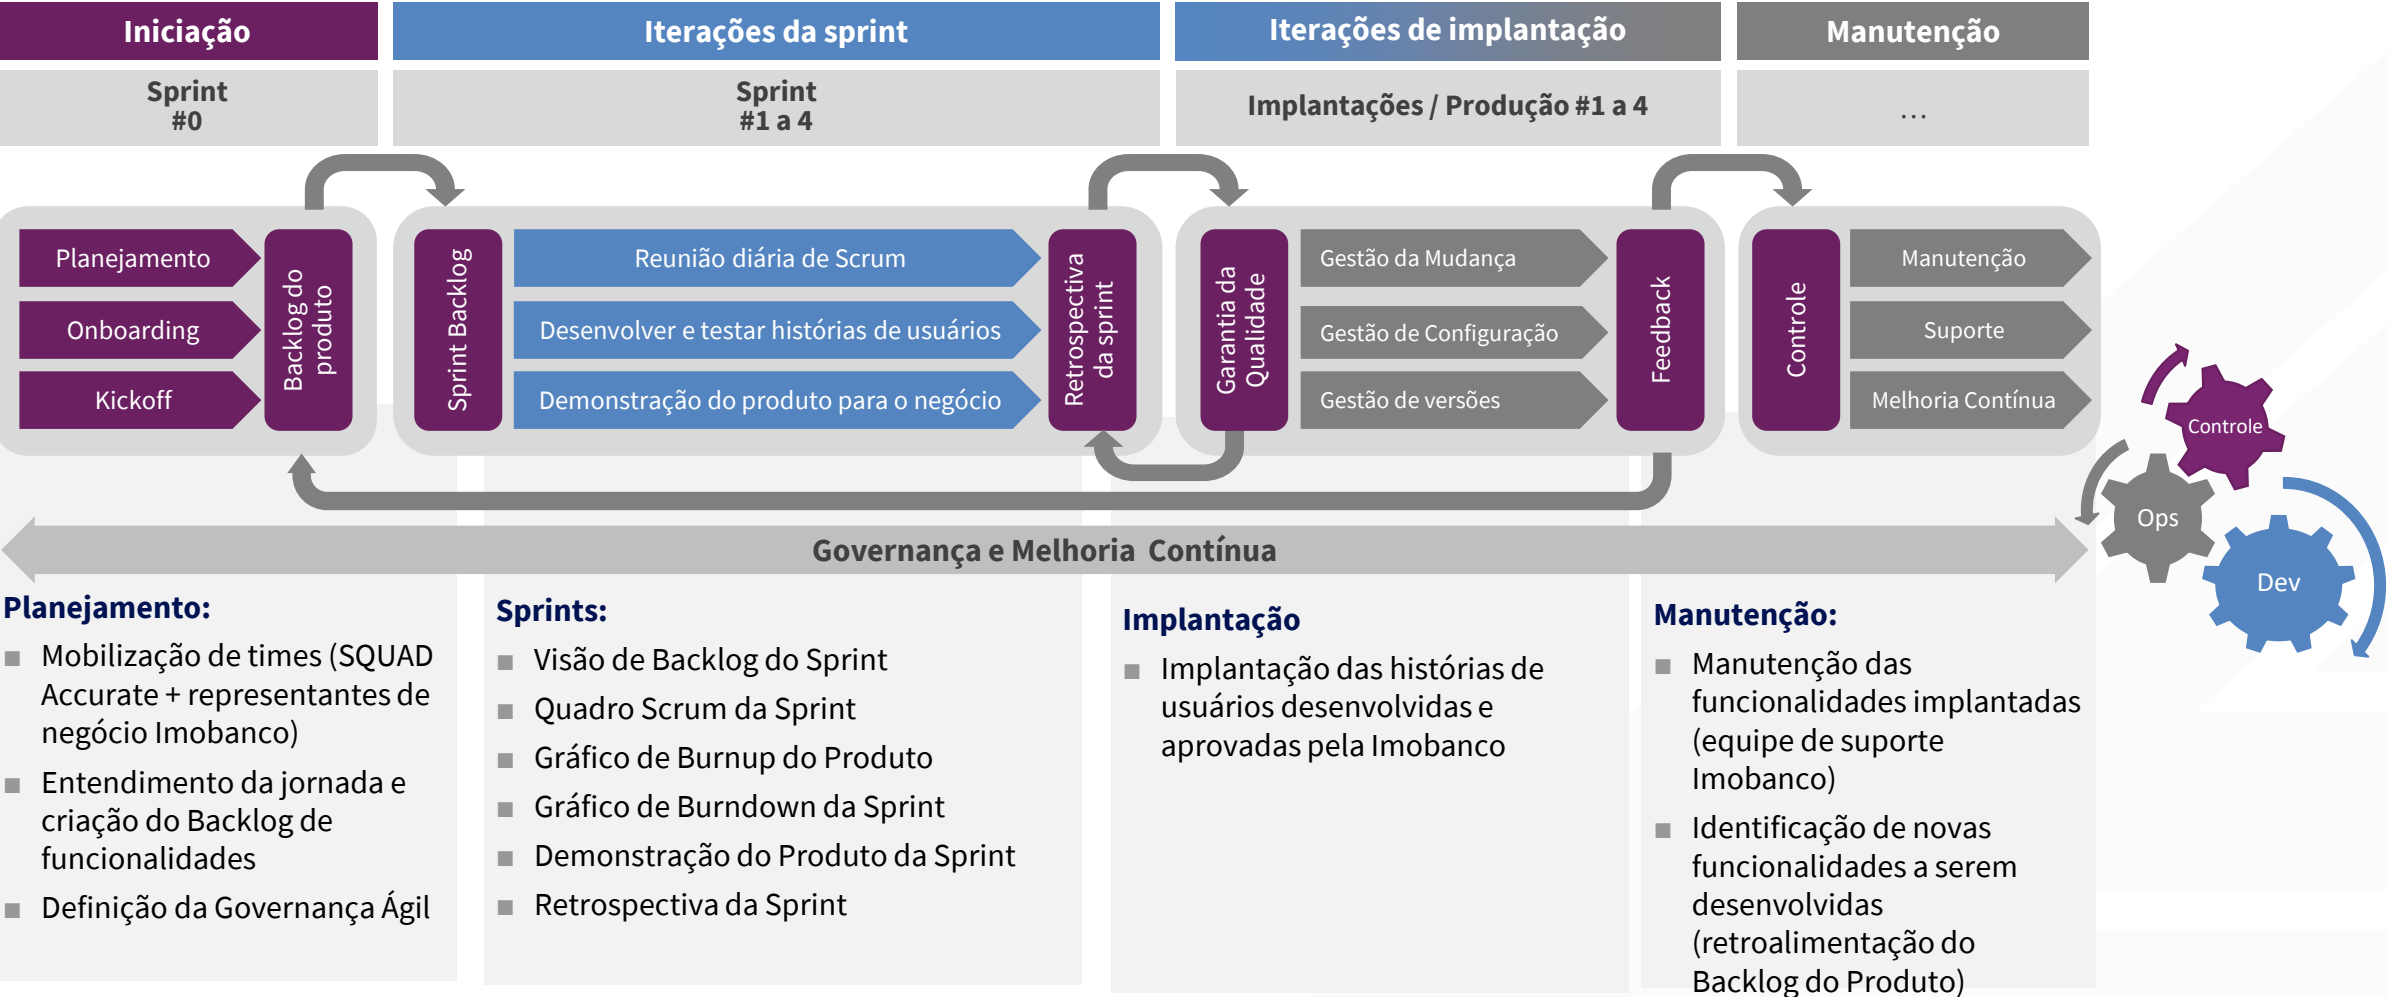 Iniciação
Iterações da sprint
Iterações de implantação
Manutenção
Sprint
#0
Sprint
#1 a 4
Implantações / Produção #1 a 4
...
Planejamento
Onboarding
Kickoff
Backlog do
produto
Sprint Backlog
Reunião diária de Scrum
Desenvolver e testar histórias de usuários
Demonstração do produto para o negócio
Retrospectiva
da sprint
Garantia da
Qualidade
Gestão da Mudança
Gestão de Configuração
Gestão de versões
Feedback
Controle
Manutenção
Suporte
Melhoria Contínua
Controle
Ops
Dev
Governança e Melhoria Contínua
Planejamento:
Mobilização de times (SQUAD
Accurate + representantes de
negócio Imobanco)
Entendimento da jornada e
criação do Backlog de
funcionalidades
Definição da Governança Ágil
Sprints:
Visão de Backlog do Sprint
Quadro Scrum da Sprint
Gráfico de Burnup do Produto
Gráfico de Burndown da Sprint
Demonstração do Produto da Sprint
Retrospectiva da Sprint
Implantação
Implantação das histórias de
usuários desenvolvidas e
aprovadas pela Imobanco
Manutenção:
Manutenção das
funcionalidades implantadas
(equipe de suporte
Imobanco)
Identificação de novas
funcionalidades a serem
desenvolvidas
(retroalimentação do
Backlog do Produto)